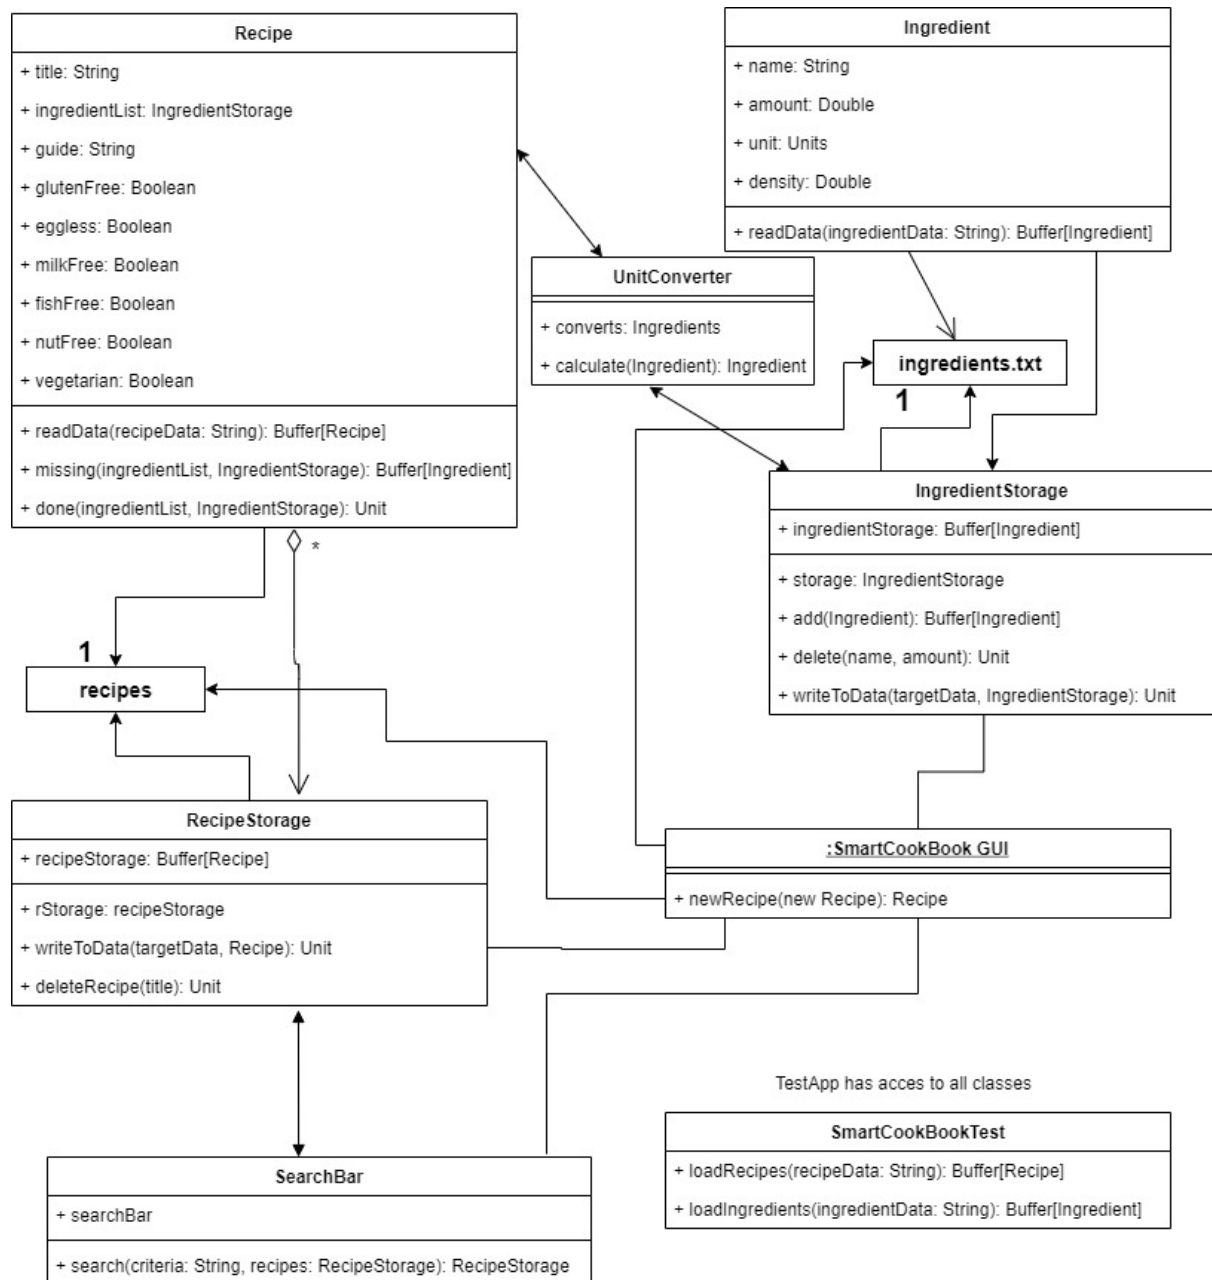 Recipe
+ title: String
+ ingredientList: IngredientStorage
+ guide: String
+ glutenFree: Boolean
+ eggless: Boolean
+ milkFree: Boolean
+ fishFree: Boolean
+ nutFree: Boolean
+ vegetarian: Boolean
+ readData(recipeData: String): Buffer[Recipe]
+ missing(ingredientList, IngredientStorage): Buffer[Ingredient]
+ done(ingredientList, IngredientStorage): Unit
Ingredient
+ name: String
+ amount: Double
+ unit: Units
+ density: Double
+ readData(ingredientData: String): Buffer[Ingredient]
UnitConverter
+ converts: Ingredients
+ calculate(Ingredient): Ingredient
ingredients.txt
1
IngredientStorage
+ ingredientStorage: Buffer[Ingredient]
+ storage: IngredientStorage
+ add(Ingredient): Buffer[Ingredient]
+ delete(name, amount): Unit
+ writeToData(targetData, IngredientStorage): Unit
*
1
recipes
RecipeStorage
+ recipeStorage: Buffer[Recipe]
+ rStorage: recipeStorage
+ writeToData(targetData, Recipe): Unit
+ deleteRecipe(title): Unit
:SmartCookBook GUI
+ newRecipe(new Recipe): Recipe
SearchBar
+ searchBar
+ search(criteria: String, recipes: RecipeStorage): RecipeStorage
TestApp has acces to all classes
SmartCookBookTest
+ loadRecipes(recipeData: String): Buffer[Recipe]
+ loadIngredients(ingredientData: String): Buffer[Ingredient]